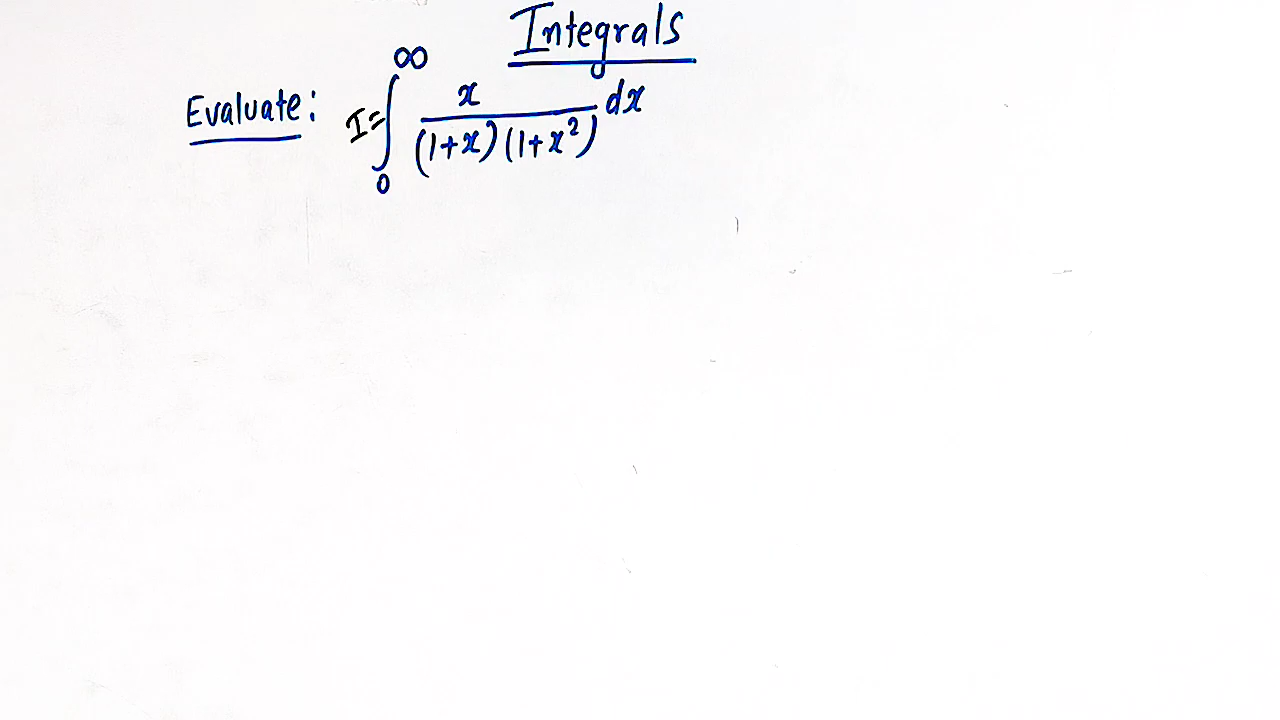 Integrals
Evaluate: I = ∫₀^∞ x / ((1+x)(1+x²)) dx